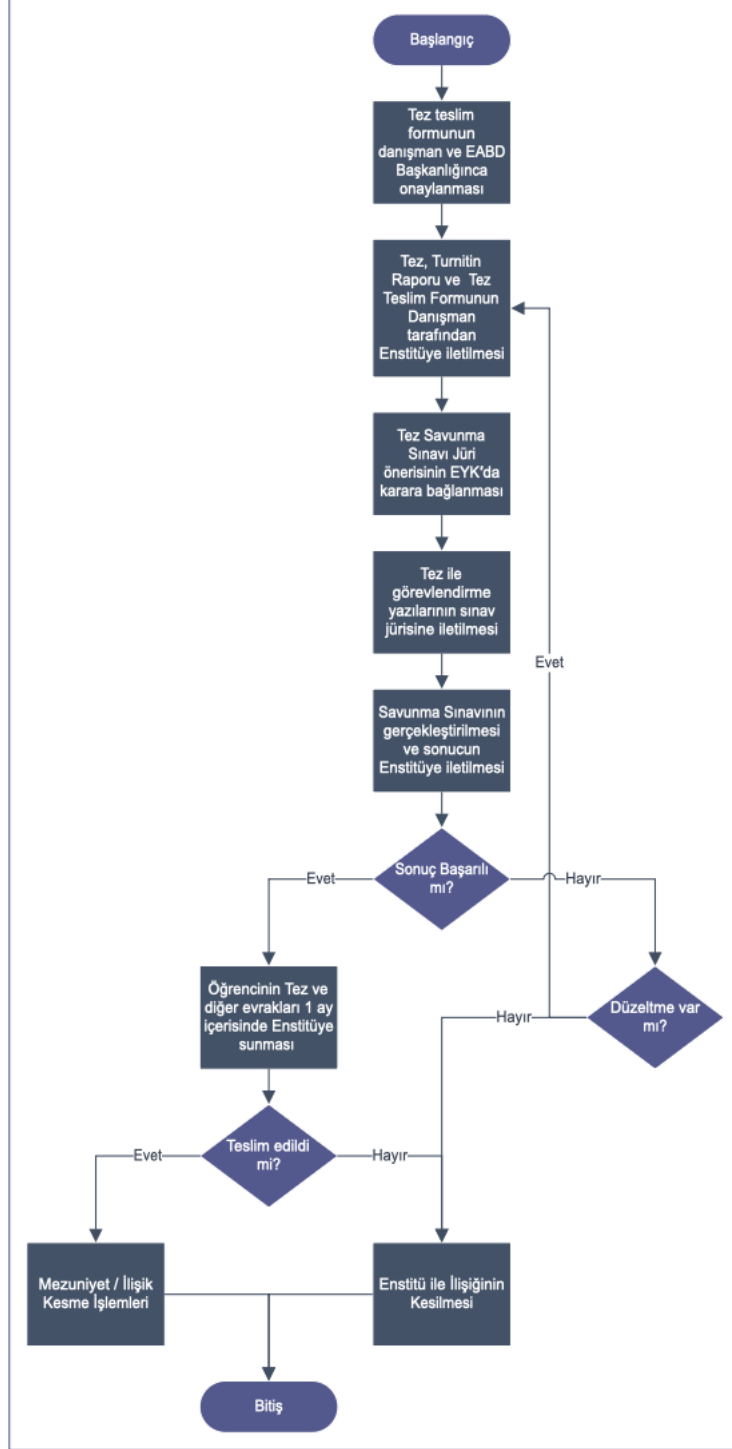 Başlangıç
Tez teslim
formunun
danışman ve EABD
Başkanlığınca
onaylanması
Tez, Turnitin
Raporu ve Tez
Teslim Formunun
Danışman
tarafından
Enstitüye iletilmesi
Tez Savunma
Sınavı Jüri
önerisinin EYK'da
karara bağlanması
Tez ile
görevlendirme
yazılarının sınav
jürisine iletilmesi
Evet
Savunma Sınavının
gerçekleştirilmesi
ve sonucun
Enstitüye iletilmesi
Sonuç Başarılı
mı?
Evet
Hayır
Öğrencinin Tez ve
diğer evrakları 1 ay
içerisinde Enstitüye
sunması
Düzeltme var
mı?
Hayır
Teslim edildi
mi?
Evet
Hayır
Mezuniyet / İlişik
Kesme İşlemleri
Enstitü ile İlişiğinin
Kesilmesi
Bitiş